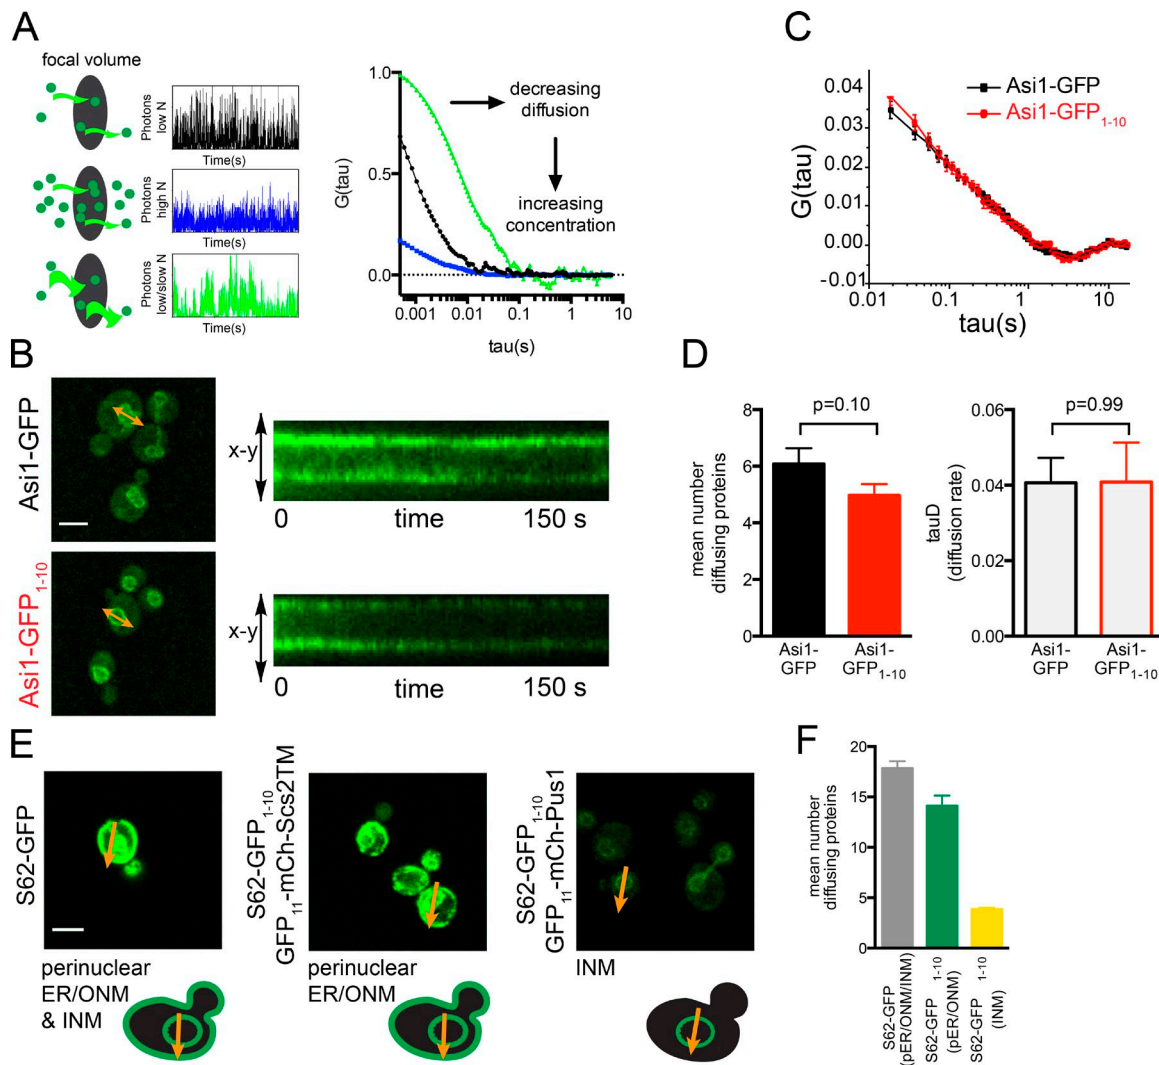 A
focal volume
Photons
low N
Time(s)
Photons
high N
Time(s)
Photons
low/slow N
Time(s)
G(tau)
1.0
0.5
0.0
decreasing
diffusion
increasing
concentration
0.001
0.01
0.1
1
10
tau(s)
C
G(tau)
0.04
0.03
0.02
0.01
0.00
-0.01
Asi1-GFP
Asi1-GFP1-10
0.01
0.1
1
10
tau(s)
B
Asi1-GFP
x-y
0
time
150 s
Asi1-GFP1-10
x-y
0
time
150 s
D
mean number
diffusing proteins
8
6
4
2
0
p=0.10
Asi1-
GFP
Asi1-
GFP1-10
tauD
(diffusion rate)
0.06
0.04
0.02
0.00
p=0.99
Asi1-
GFP
Asi1-
GFP1-10
E
S62-GFP
perinuclear
ER/ONM
& INM
S62-GFP1-10
GFP11-mCh-Scs2TM
perinuclear
ER/ONM
S62-GFP1-10
GFP11-mCh-Pus1
INM
F
mean number
diffusing proteins
20
15
10
5
0
S62-GFP
(pER/ONM/INM)
S62-GFP1-10
(pER/ONM)
S62-GFP1-10
(INM)